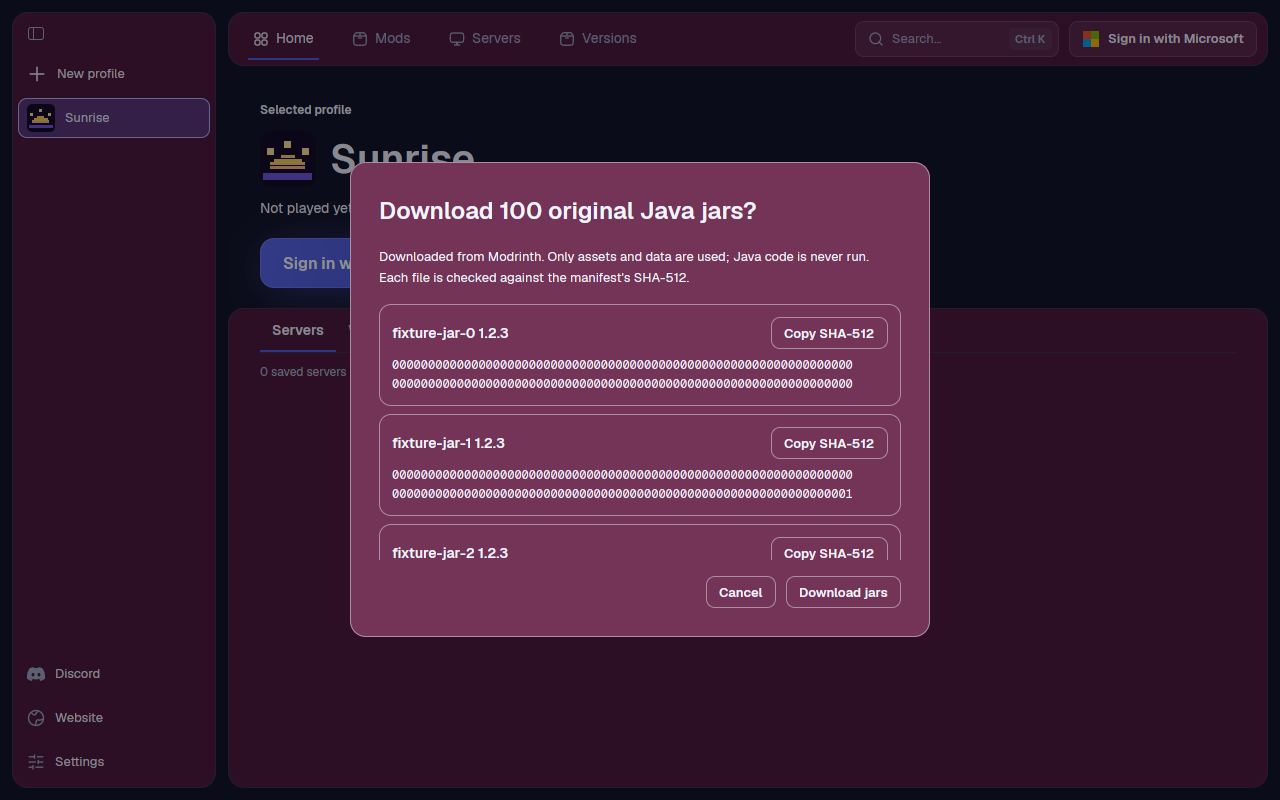 New profile
Sunrise
Discord
Website
Settings
Home
Mods
Servers
Versions
Search...
Ctrl K
Sign in with Microsoft
Selected profile
Sunrise
Not played yet
Sign in w
Servers
0 saved servers
Download 100 original Java jars?
Downloaded from Modrinth. Only assets and data are used; Java code is never run.
Each file is checked against the manifest's SHA-512.
fixture-jar-0 1.2.3
Copy SHA-512
0000000000000000000000000000000000000000000000000000000000000000
0000000000000000000000000000000000000000000000000000000000000000
fixture-jar-1 1.2.3
Copy SHA-512
0000000000000000000000000000000000000000000000000000000000000000
0000000000000000000000000000000000000000000000000000000000000001
fixture-jar-2 1.2.3
Copy SHA-512
Cancel
Download jars